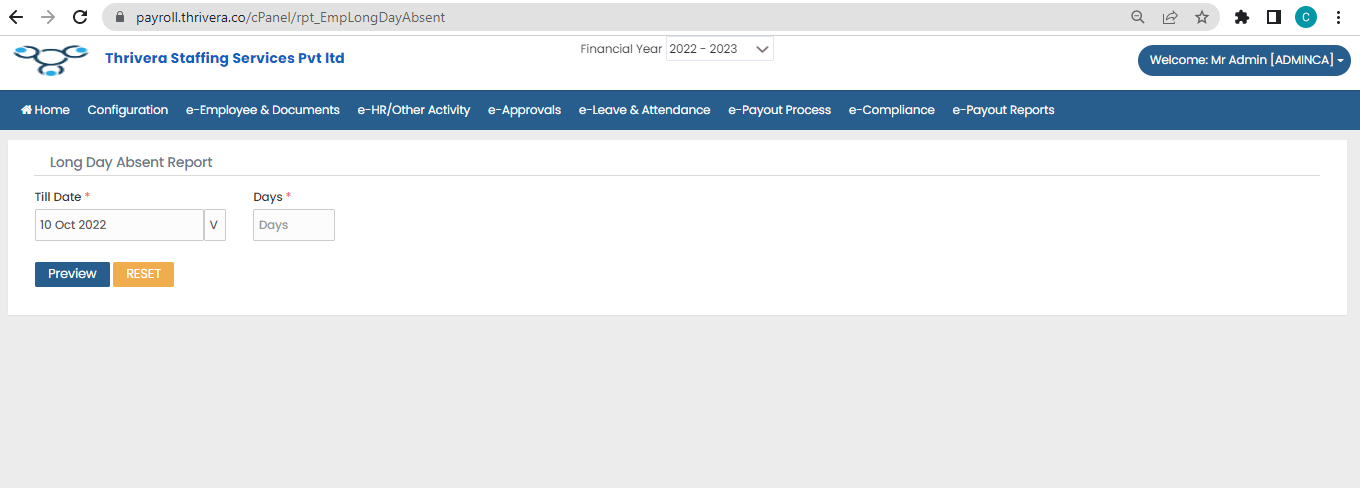 payroll.thrivera.co/cPanel/rpt_EmpLongDayAbsent
C
Thrivera Staffing Services Pvt ltd
Financial Year 2022 - 2023
Welcome: Mr Admin [ADMINCA]
Home Configuration e-Employee & Documents e-HR/Other Activity e-Approvals e-Leave & Attendance e-Payout Process e-Compliance e-Payout Reports
Long Day Absent Report
Till Date * Days *
10 Oct 2022 V Days
Preview RESET